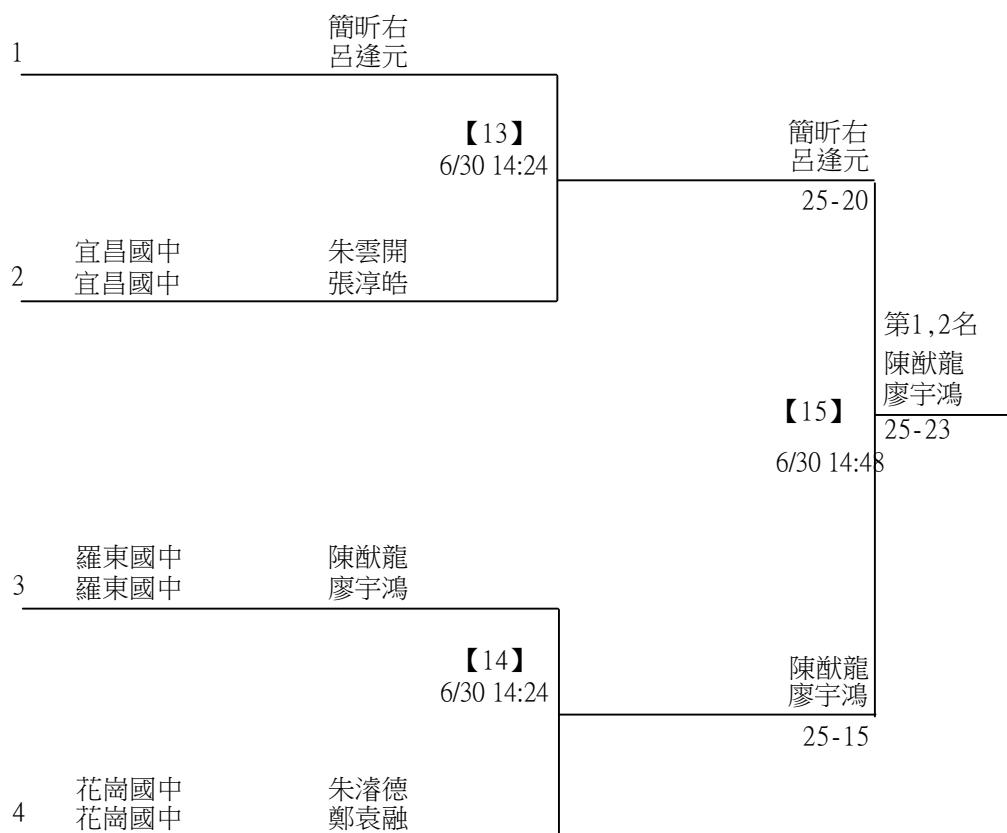 簡昕右
1 呂逢元
【13】
6/30 14:24
簡昕右
呂逢元
25-20
宜昌國中 朱雲開
2 宜昌國中 張淳皓
第1,2名
陳猷龍
廖宇鴻
【15】
25-23
6/30 14:48
羅東國中 陳猷龍
3 羅東國中 廖宇鴻
【14】
6/30 14:24
陳猷龍
廖宇鴻
25-15
花崗國中 朱濬德
4 花崗國中 鄭袁融